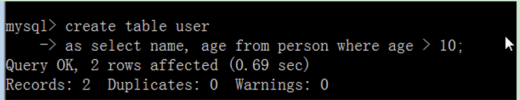 mysql> create table user
    -> as select name, age from person where age > 10;
Query OK, 2 rows affected (0.69 sec)
Records: 2  Duplicates: 0  Warnings: 0